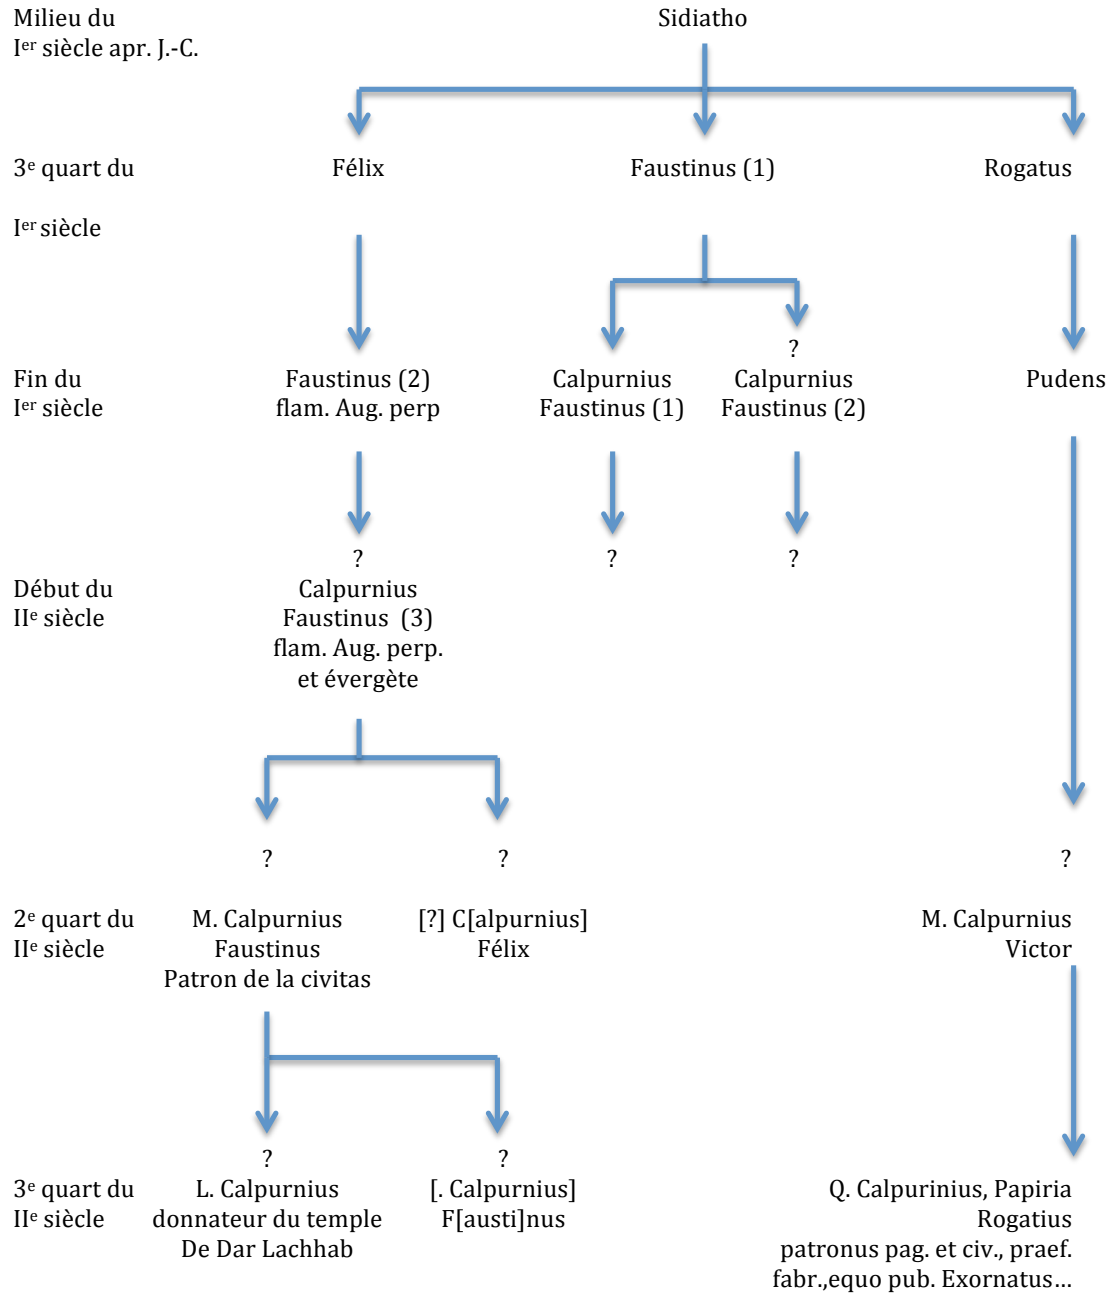 Milieu du Sidiatho
Ier siècle apr. J.-C.
3e quart du Félix Faustinus (1) Rogatus
Ier siècle
?
Fin du Faustinus (2) Calpurnius Calpurnius Pudens
Ier siècle flam. Aug. perp Faustinus (1) Faustinus (2)
? ? ?
Début du Calpurnius
IIe siècle Faustinus (3)
flam. Aug. perp.
et évergète
? ? ?
2e quart du M. Calpurnius [?] C[alpurnius] M. Calpurnius
IIe siècle Faustinus Félix Victor
Patron de la civitas
? ?
3e quart du L. Calpurnius [. Calpurnius] Q. Calpurinius, Papiria
IIe siècle donnateur du temple F[austi]nus Rogatius
De Dar Lachhab patronus pag. et civ., praef.
fabr.,equo pub. Exornatus…